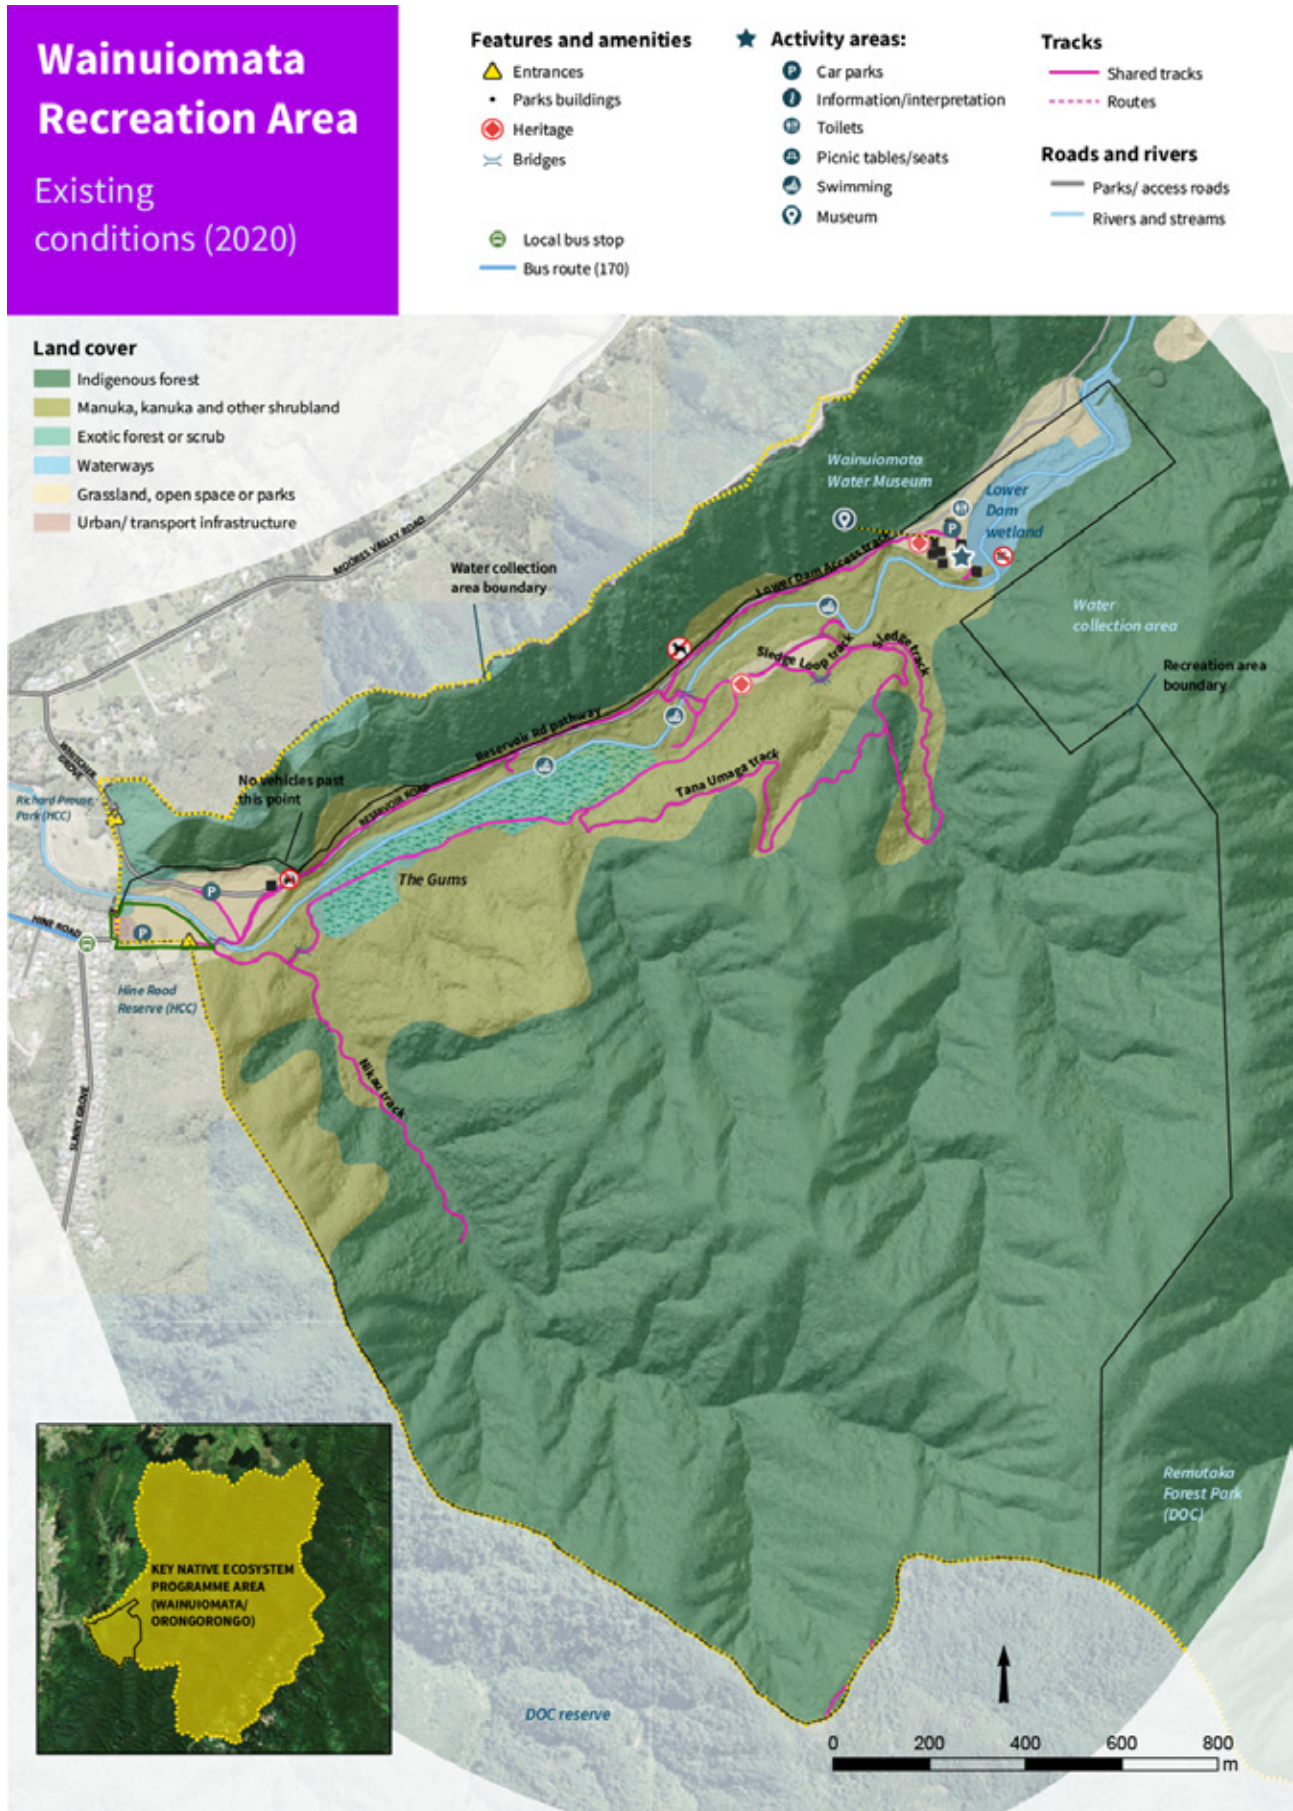 Wainuiomata
Recreation Area
Existing
conditions (2020)
Features and amenities
Entrances
Parks buildings
Heritage
Bridges
Local bus stop
Bus route (170)
Activity areas:
Car parks
Information/interpretation
Toilets
Picnic tables/seats
Swimming
Museum
Tracks
Shared tracks
Routes
Roads and rivers
Parks/ access roads
Rivers and streams
Land cover
Indigenous forest
Manuka, kanuka and other shrubland
Exotic forest or scrub
Waterways
Grassland, open space or parks
Urban/ transport infrastructure
MOORES VALLEY ROAD
Water collection
area boundary
Wainuiomata
Water Museum
Lower
Dam
wetland
Lower Dam Access track
Water
collection area
Recreation area
boundary
Sledge Loop track
Sledge track
Reservoir Rd pathway
RESERVOIR ROAD
Tana Umaga track
No vehicles past
this point
WHITCHER
GROVE
Richard Prouse
Park (HCC)
P
The Gums
HINE ROAD
P
Hine Road
Reserve (HCC)
Nikau track
SUNNY GROVE
Remutaka
Forest Park
(DOC)
KEY NATIVE ECOSYSTEM
PROGRAMME AREA
(WAINUIOMATA/
ORONGORONGO)
DOC reserve
0 200 400 600 800
m